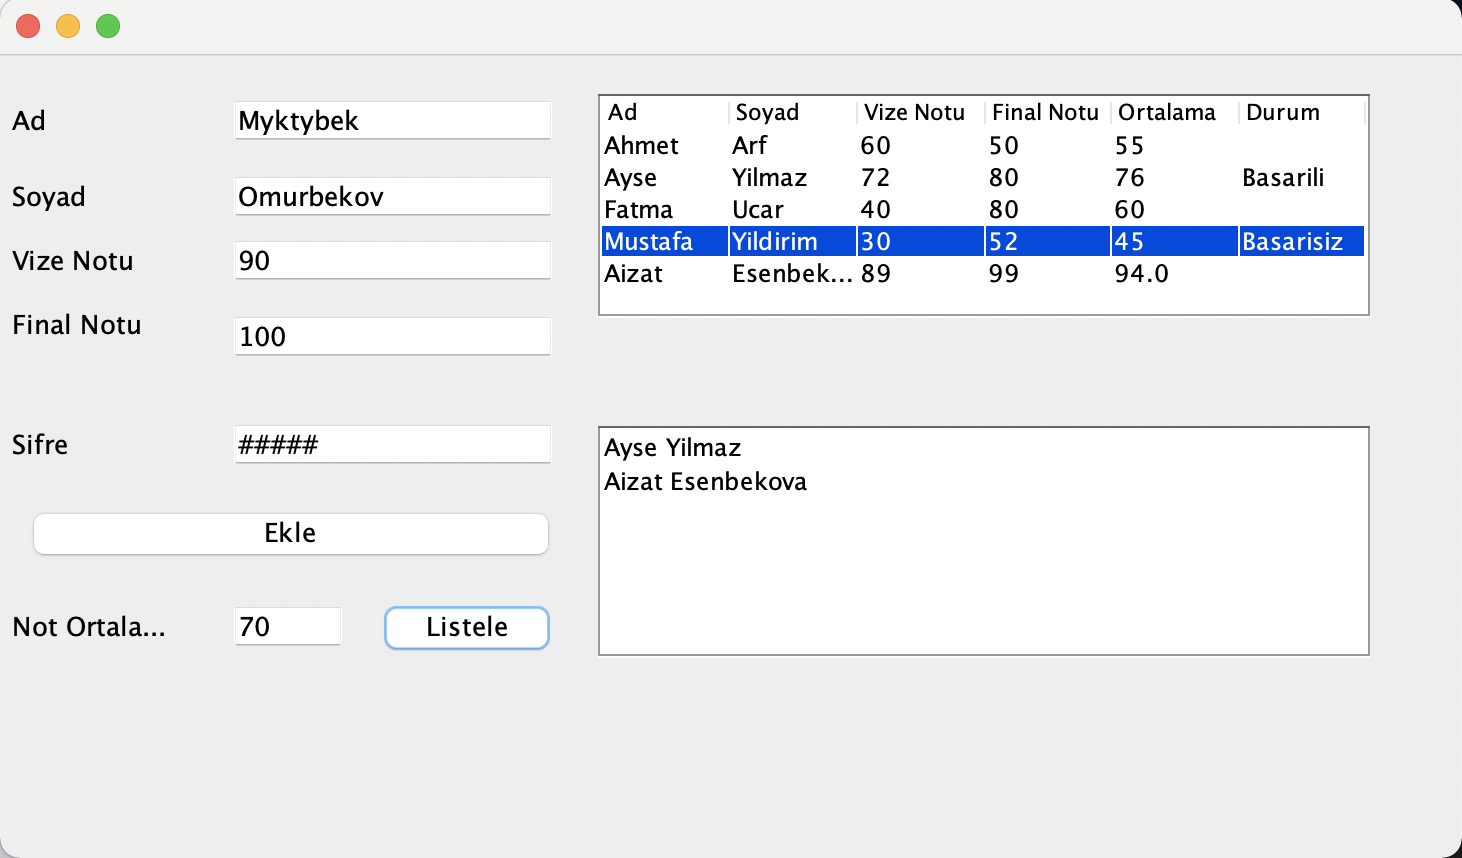 Ad Myktybek
Soyad Omurbekov
Vize Notu 90
Final Notu 100
Sifre #####
Ekle
Not Ortala... 70 Listele
Ad Soyad Vize Notu Final Notu Ortalama Durum
Ahmet Arf 60 50 55
Ayse Yilmaz 72 80 76 Basarili
Fatma Ucar 40 80 60
Mustafa Yildirim 30 52 45 Basarisiz
Aizat Esenbek... 89 99 94.0
Ayse Yilmaz
Aizat Esenbekova